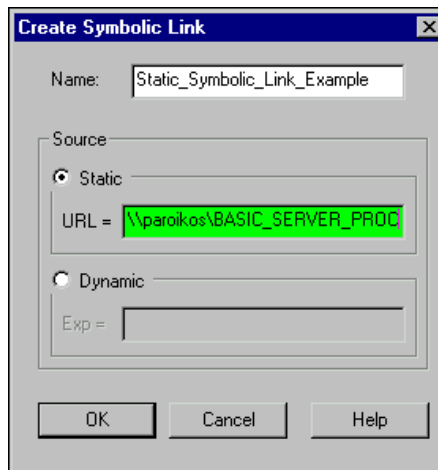 Create Symbolic Link
Name: Static_Symbolic_Link_Example
Source
Static
URL = \\paroikos\BASIC_SERVER_PROC
Dynamic
Exp =
OK Cancel Help